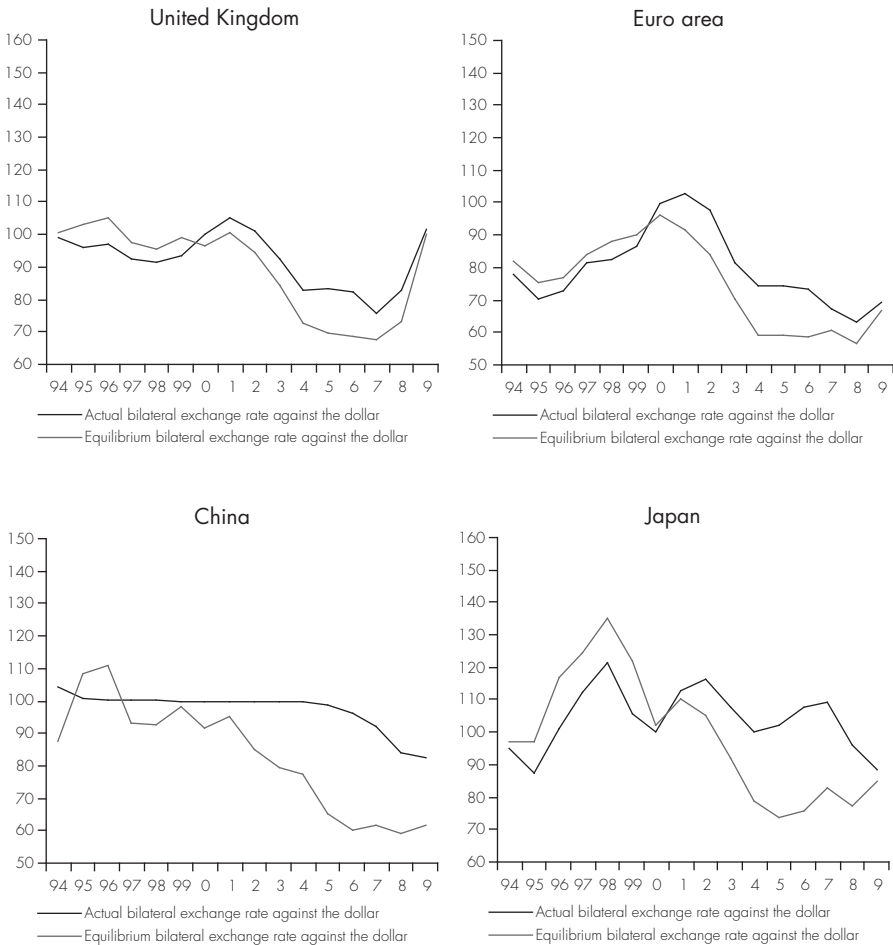 United Kingdom
160
150
140
130
120
110
100
90
80
70
60
94 95 96 97 98 99 0 1 2 3 4 5 6 7 8 9
Actual bilateral exchange rate against the dollar
Equilibrium bilateral exchange rate against the dollar
Euro area
150
140
130
120
110
100
90
80
70
60
50
94 95 96 97 98 99 0 1 2 3 4 5 6 7 8 9
Actual bilateral exchange rate against the dollar
Equilibrium bilateral exchange rate against the dollar
China
150
140
130
120
110
100
90
80
70
60
50
94 95 96 97 98 99 0 1 2 3 4 5 6 7 8 9
Actual bilateral exchange rate against the dollar
Equilibrium bilateral exchange rate against the dollar
Japan
160
150
140
130
120
110
100
90
80
70
60
94 95 96 97 98 99 0 1 2 3 4 5 6 7 8 9
Actual bilateral exchange rate against the dollar
Equilibrium bilateral exchange rate against the dollar